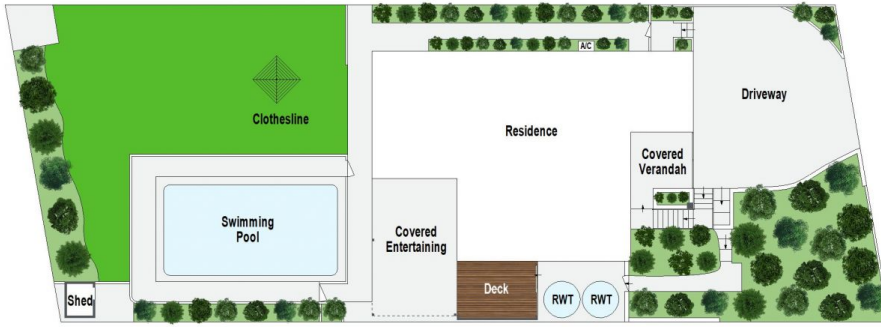 A/C
Driveway
Clothesline
Residence
Covered
Verandah
Swimming
Pool
Covered
Entertaining
Shed
Deck
RWT
RWT